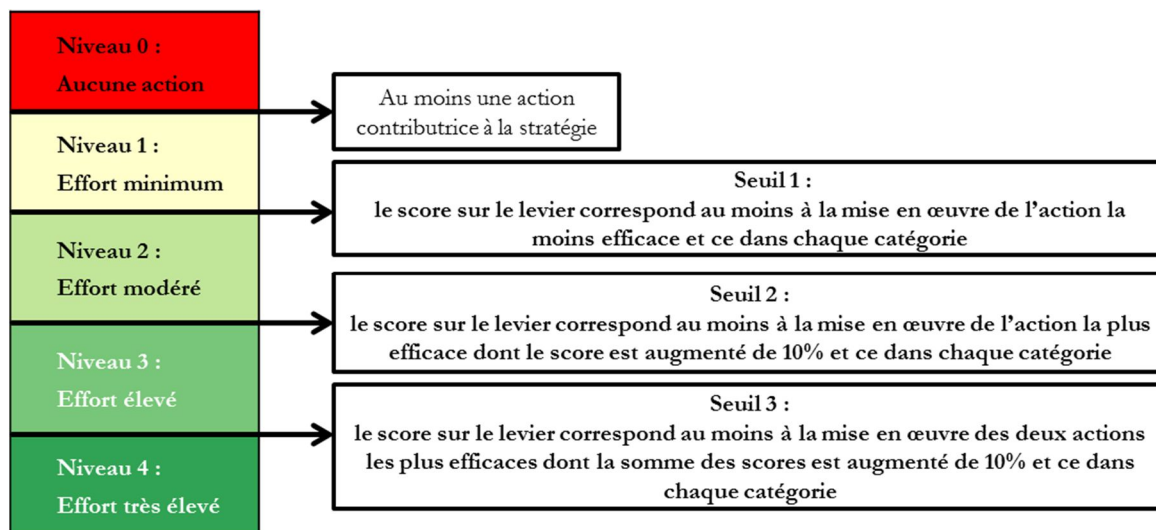 Niveau 0 :
Aucune action
Au moins une action
contributrice à la stratégie
Niveau 1 :
Effort minimum
Seuil 1 :
le score sur le levier correspond au moins à la mise en œuvre de l’action la
moins efficace et ce dans chaque catégorie
Niveau 2 :
Effort modéré
Seuil 2 :
le score sur le levier correspond au moins à la mise en œuvre de l’action la plus
efficace dont le score est augmenté de 10% et ce dans chaque catégorie
Niveau 3 :
Effort élevé
Seuil 3 :
le score sur le levier correspond au moins à la mise en œuvre des deux actions
les plus efficaces dont la somme des scores est augmenté de 10% et ce dans
chaque catégorie
Niveau 4 :
Effort très élevé